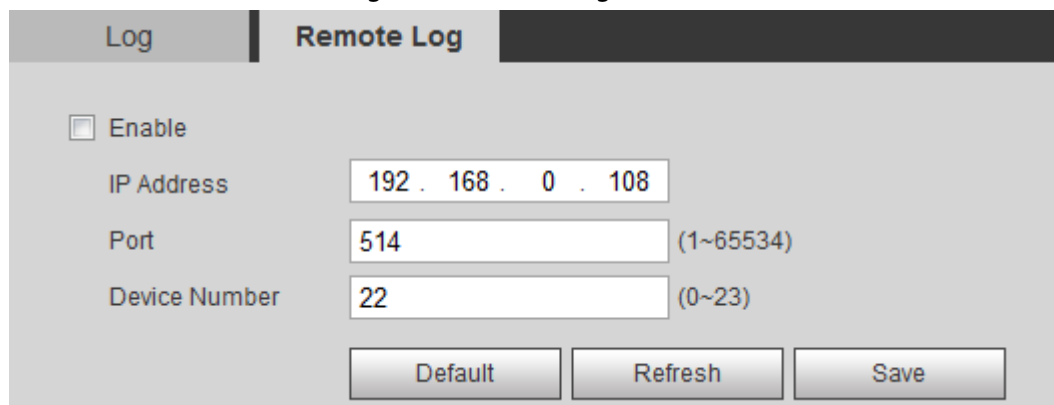 Log Remote Log
Enable
IP Address 192 . 168 . 0 . 108
Port 514 (1~65534)
Device Number 22 (0~23)
Default Refresh Save